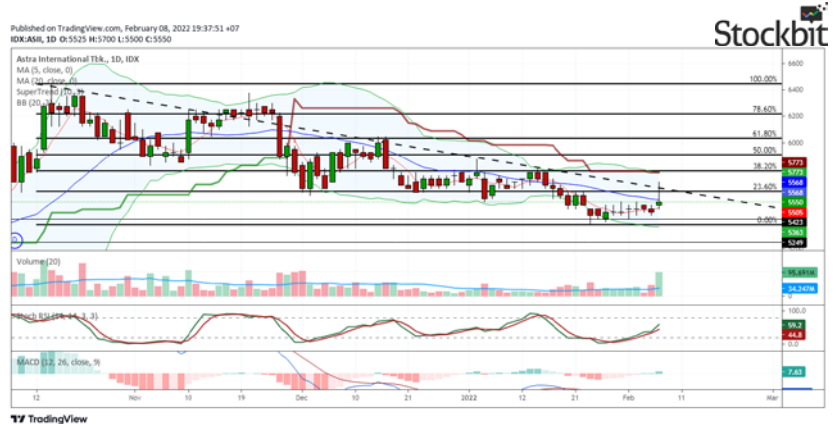 Published on TradingView.com, February 08, 2022 19:37:51 +07
IDX:ASII, 1D O:5525 H:5700 L:5500 C:5550
Stockbit
Astra International Tbk., 1D, IDX
MA (5, close, 0)
MA (20, close, 0)
SuperTrend
BB (20,
100.00%
78.60%
61.80%
50.00%
38.20%
23.60%
0.00%
6600
6400
6200
6000
5773
5773
5568
5568
5550
5505
5423
5363
5249
Volume (20)
95.691M
34.247M
0
Stoch RSI (14, 14, 3, 3)
100.0
59.2
44.8
0.0
MACD (12, 26, close, 9)
7.63
12 Nov 10 19 Dec 10 21 2022 12 21 Feb 11 Mar
TradingView